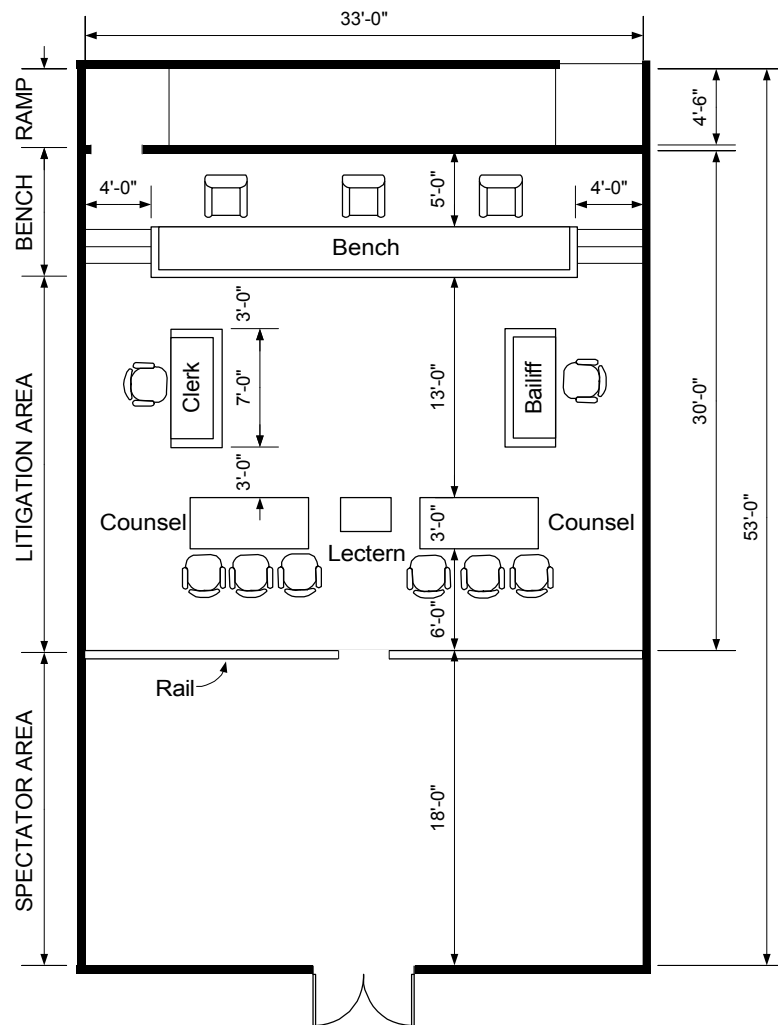 33'-0"
RAMP
4'-6"
BENCH
4'-0"
5'-0"
4'-0"
Bench
LITIGATION AREA
3'-0"
Clerk
7'-0"
3'-0"
13'-0"
Bailiff
30'-0"
53'-0"
Counsel
Lectern
3'-0"
Counsel
6'-0"
Rail
SPECTATOR AREA
18'-0"